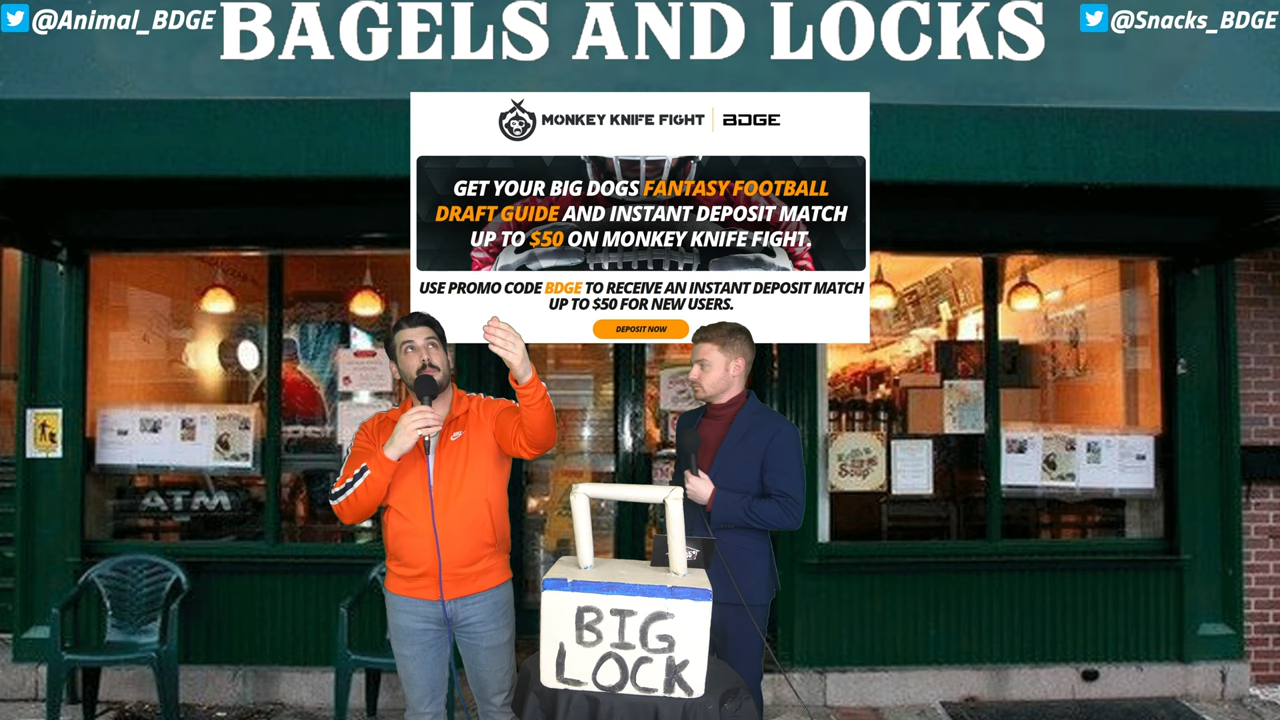 @Animal_BDGE
BAGELS AND LOCKS
@Snacks_BDGE
MONKEY KNIFE FIGHT | BDGE
GET YOUR BIG DOGS FANTASY FOOTBALL
DRAFT GUIDE AND INSTANT DEPOSIT MATCH
UP TO $50 ON MONKEY KNIFE FIGHT.
USE PROMO CODE BDGE TO RECEIVE AN INSTANT DEPOSIT MATCH
UP TO $50 FOR NEW USERS.
DEPOSIT NOW
ATM
Soup
BIG
LOCK